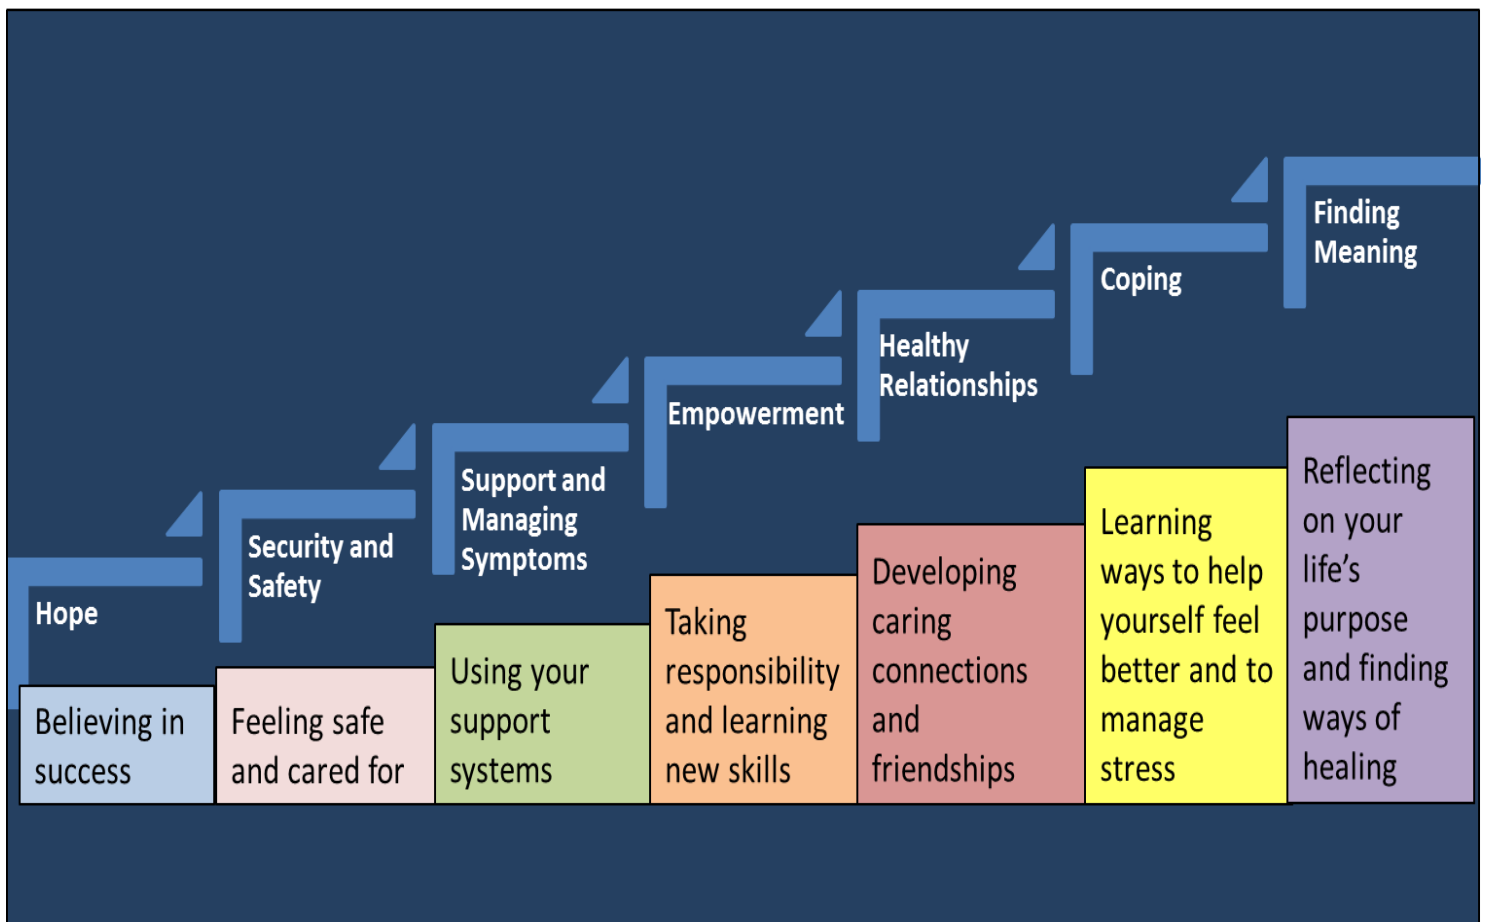 Hope
Security and
Safety
Support and
Managing
Symptoms
Empowerment
Healthy
Relationships
Coping
Finding
Meaning
Believing in
success
Feeling safe
and cared for
Using your
support
systems
Taking
responsibility
and learning
new skills
Developing
caring
connections
and
friendships
Learning
ways to help
yourself feel
better and to
manage
stress
Reflecting
on your
life's
purpose
and finding
ways of
healing